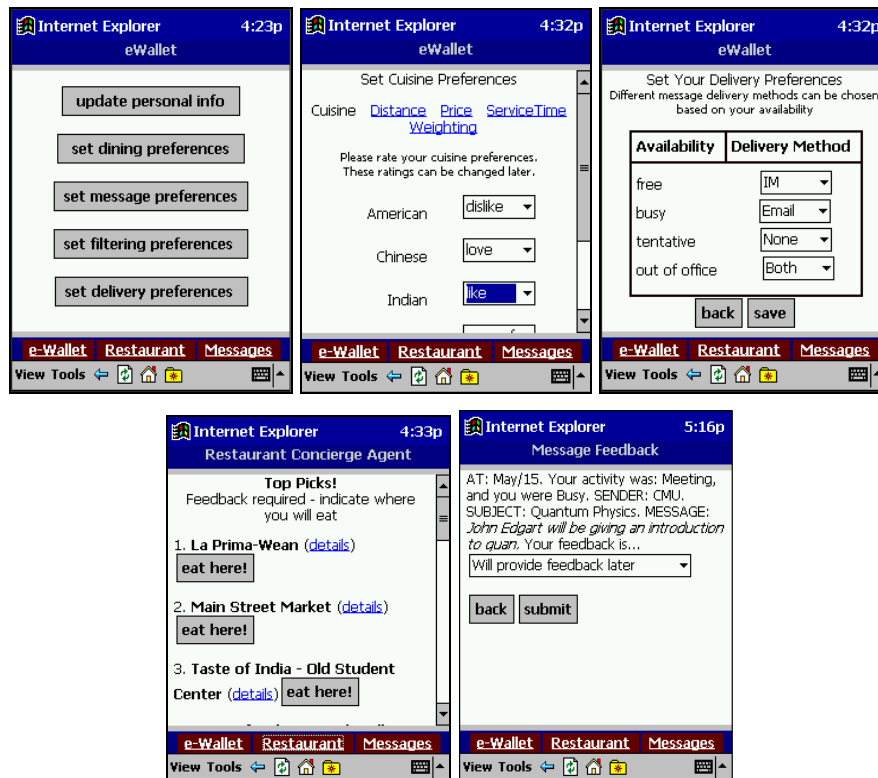 Internet Explorer 4:23p
eWallet
update personal info
set dining preferences
set message preferences
set filtering preferences
set delivery preferences
e-Wallet Restaurant Messages
View Tools
Internet Explorer 4:32p
eWallet
Set Cuisine Preferences
Cuisine Distance Price ServiceTime
Weighting
Please rate your cuisine preferences.
These ratings can be changed later.
American dislike
Chinese love
Indian like
e-Wallet Restaurant Messages
View Tools
Internet Explorer 4:32p
eWallet
Set Your Delivery Preferences
Different message delivery methods can be chosen
based on your availability
Availability Delivery Method
free IM
busy Email
tentative None
out of office Both
back save
e-Wallet Restaurant Messages
View Tools
Internet Explorer 4:33p
Restaurant Concierge Agent
Top Picks!
Feedback required - indicate where
you will eat
1. La Prima-Wean (details)
eat here!
2. Main Street Market (details)
eat here!
3. Taste of India - Old Student
Center (details) eat here!
e-Wallet Restaurant Messages
View Tools
Internet Explorer 5:16p
Message Feedback
AT: May/15. Your activity was: Meeting,
and you were Busy. SENDER: CMU.
SUBJECT: Quantum Physics. MESSAGE:
John Edgart will be giving an introduction
to quan. Your feedback is...
Will provide feedback later
back submit
e-Wallet Restaurant Messages
View Tools